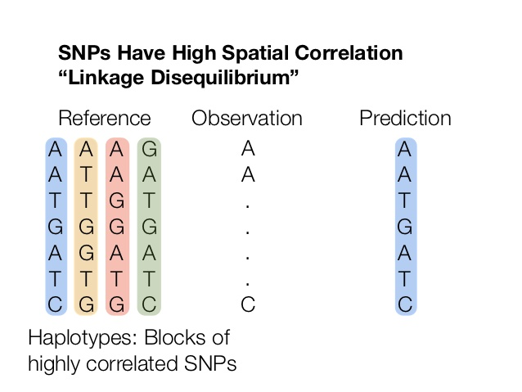 SNPs Have High Spatial Correlation
“Linkage Disequilibrium”
Reference Observation Prediction
A A A G A A
A T A A A A
T T G T . T
G G G G . G
A G A A . A
T T T T . T
C G G C C C
Haplotypes: Blocks of
highly correlated SNPs